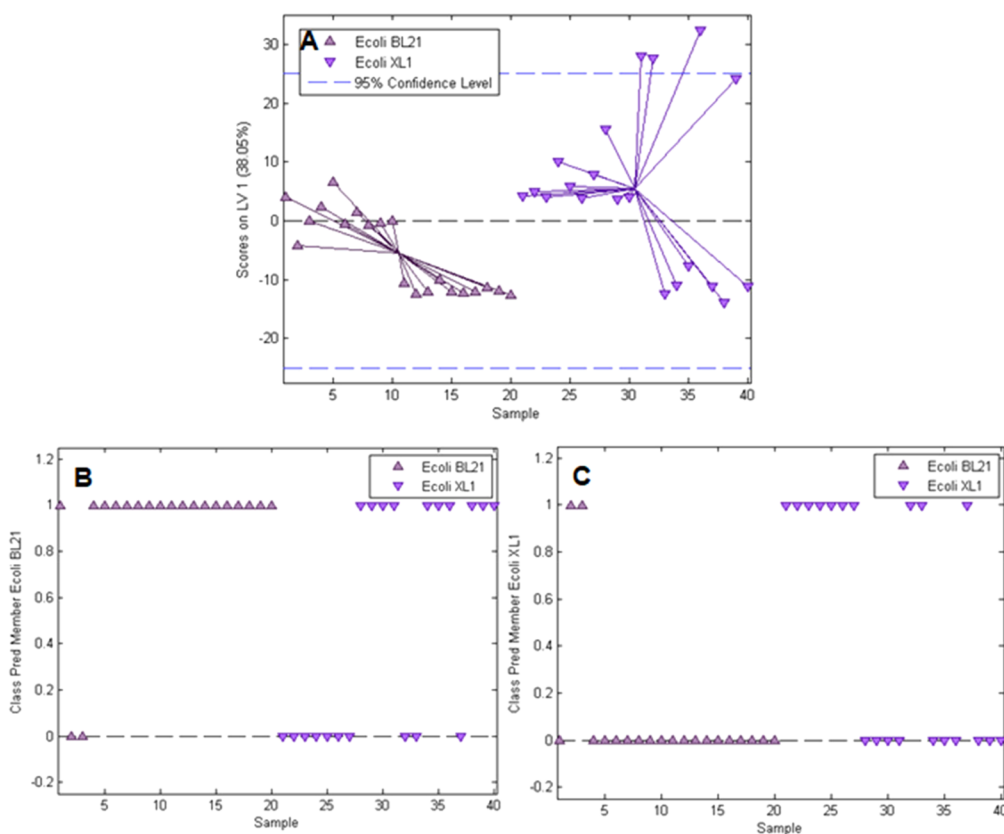 A
Ecoli BL21
Ecoli XL1
95% Confidence Level
Scores on LV 1 (38.05%)
30
20
10
0
-10
-20
5 10 15 20 25 30 35 40
Sample
B
Ecoli BL21
Ecoli XL1
Class Pred Member Ecoli BL21
1.2
1
0.8
0.6
0.4
0.2
0
-0.2
5 10 15 20 25 30 35 40
Sample
C
Ecoli BL21
Ecoli XL1
Class Pred Member Ecoli XL1
1.2
1
0.8
0.6
0.4
0.2
0
-0.2
5 10 15 20 25 30 35 40
Sample